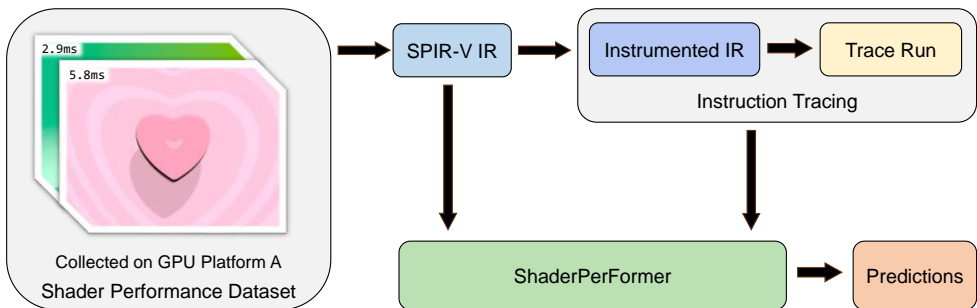 2.9ms
5.8ms
Collected on GPU Platform A
Shader Performance Dataset
SPIR-V IR
Instrumented IR
Trace Run
Instruction Tracing
ShaderPerFormer
Predictions